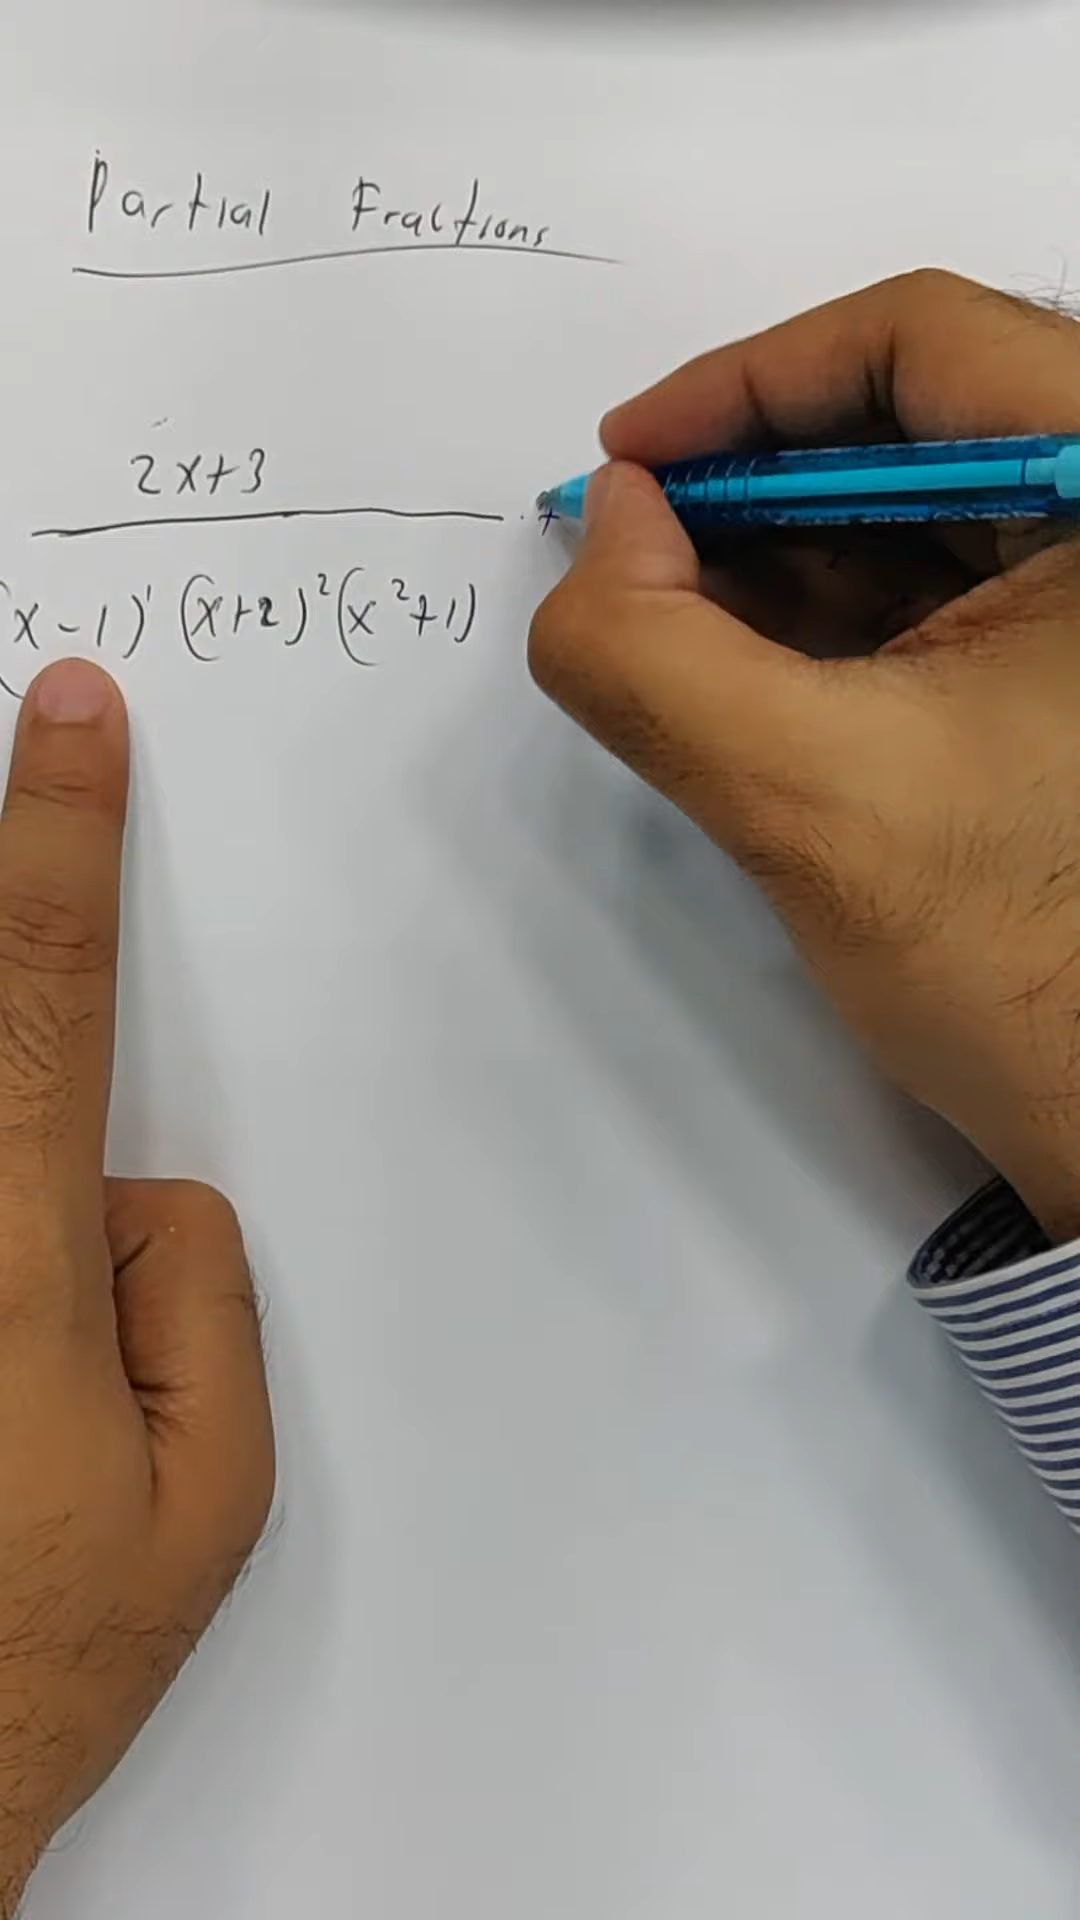 Partial Fractions
2x+3
(x-1)¹ (x+2)² (x²+1)